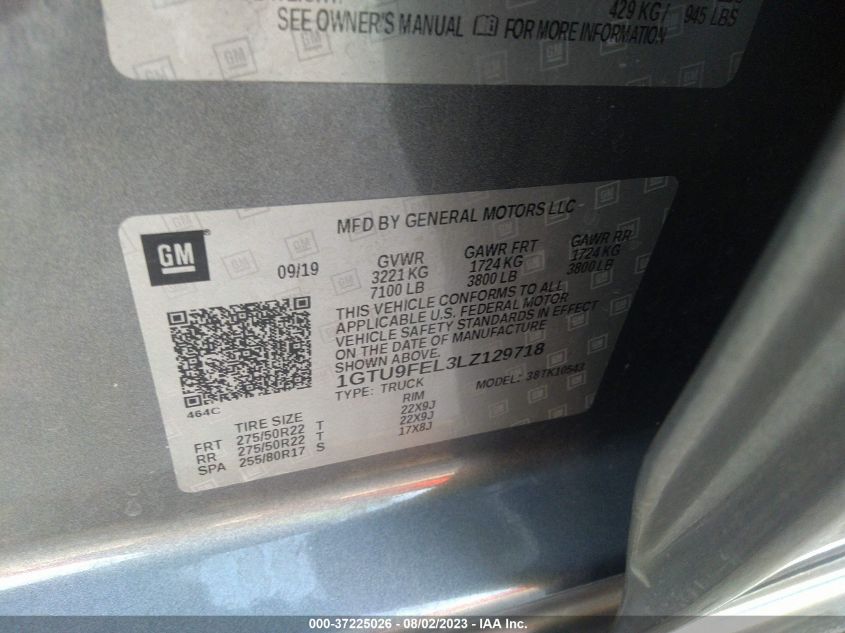 429 KG / 945 LBS
SEE OWNER'S MANUAL FOR MORE INFORMATION
MFD BY GENERAL MOTORS LLC
GM
09/19
GVWR GAWR FRT GAWR RR
3221 KG 1724 KG 1724 KG
7100 LB 3800 LB 3800 LB
THIS VEHICLE CONFORMS TO ALL
APPLICABLE U.S. FEDERAL MOTOR
VEHICLE SAFETY STANDARDS IN EFFECT
ON THE DATE OF MANUFACTURE
SHOWN ABOVE.
1GTU9FEL3LZ129718
TYPE: TRUCK MODEL: 38TK10543
464C
TIRE SIZE RIM
FRT 275/50R22 T 22X9J
RR 275/50R22 T 22X9J
SPA 255/80R17 S 17X8J
000-37225026 - 08/02/2023 - IAA Inc.